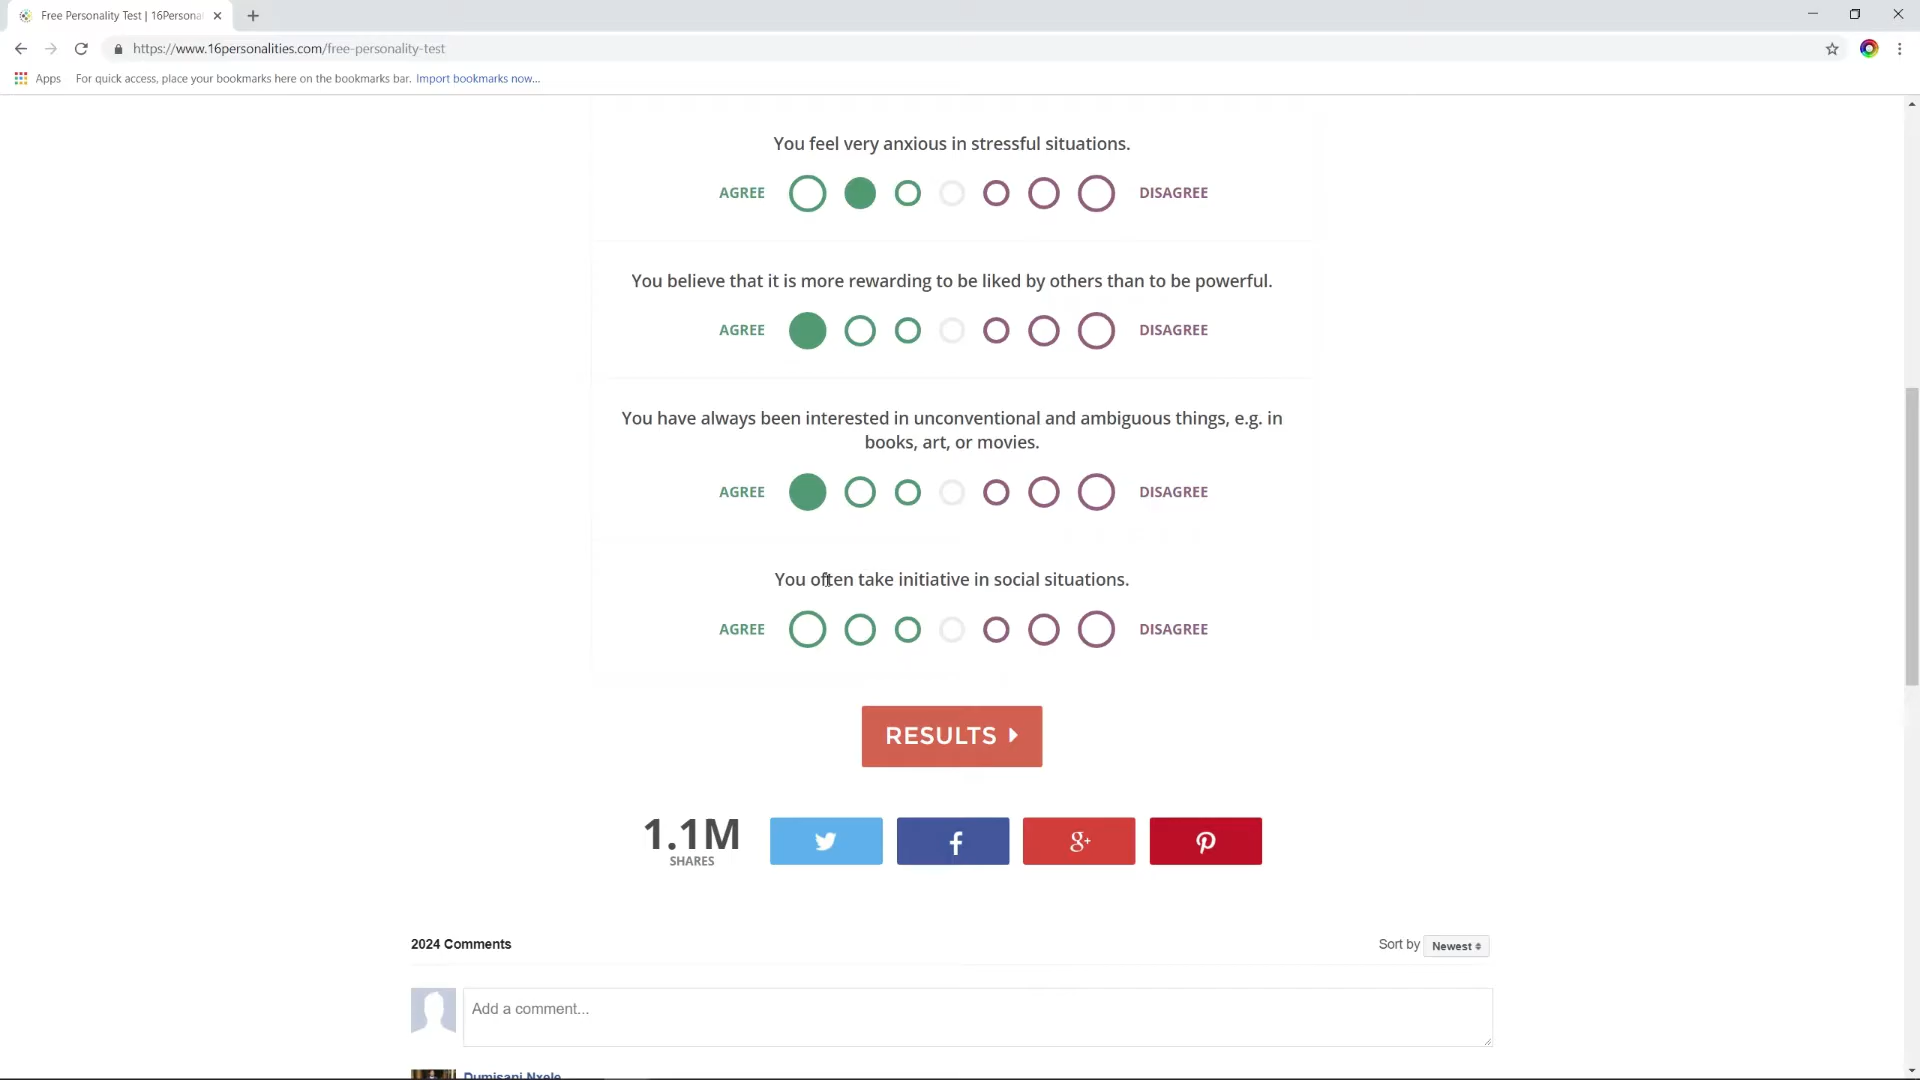 Free Personality Test | 16Persona
https://www.16personalities.com/free-personality-test
Apps For quick access, place your bookmarks here on the bookmarks bar. Import bookmarks now...
You feel very anxious in stressful situations.
AGREE DISAGREE
You believe that it is more rewarding to be liked by others than to be powerful.
AGREE DISAGREE
You have always been interested in unconventional and ambiguous things, e.g. in
books, art, or movies.
AGREE DISAGREE
You often take initiative in social situations.
AGREE DISAGREE
RESULTS
1.1M
SHARES
2024 Comments Sort by Newest
Add a comment...
Dumisani Nxele